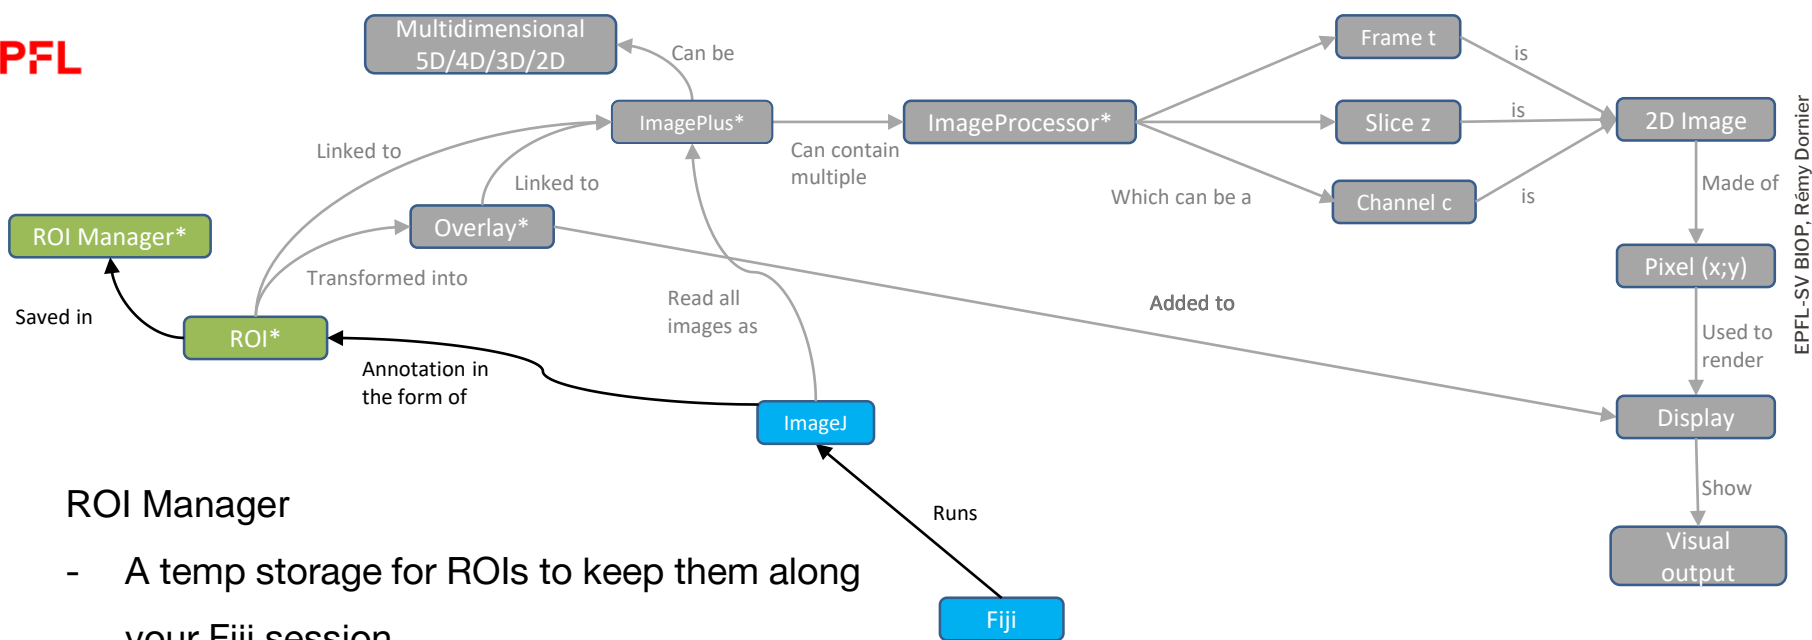 PFL
Multidimensional
5D/4D/3D/2D
Can be
ImagePlus*
Can contain
multiple
ImageProcessor*
Which can be a
Frame t
Slice z
Channel c
is
is
is
2D Image
Made of
Pixel (x;y)
Used to
render
Display
Show
Visual
output
Linked to
Linked to
Overlay*
Transformed into
Added to
Read all
images as
ROI Manager*
Saved in
ROI*
Annotation in
the form of
ImageJ
Runs
Fiji
ROI Manager
- A temp storage for ROIs to keep them along
your Fiji session
EPFL-SV BIOP, Rémy Dornier